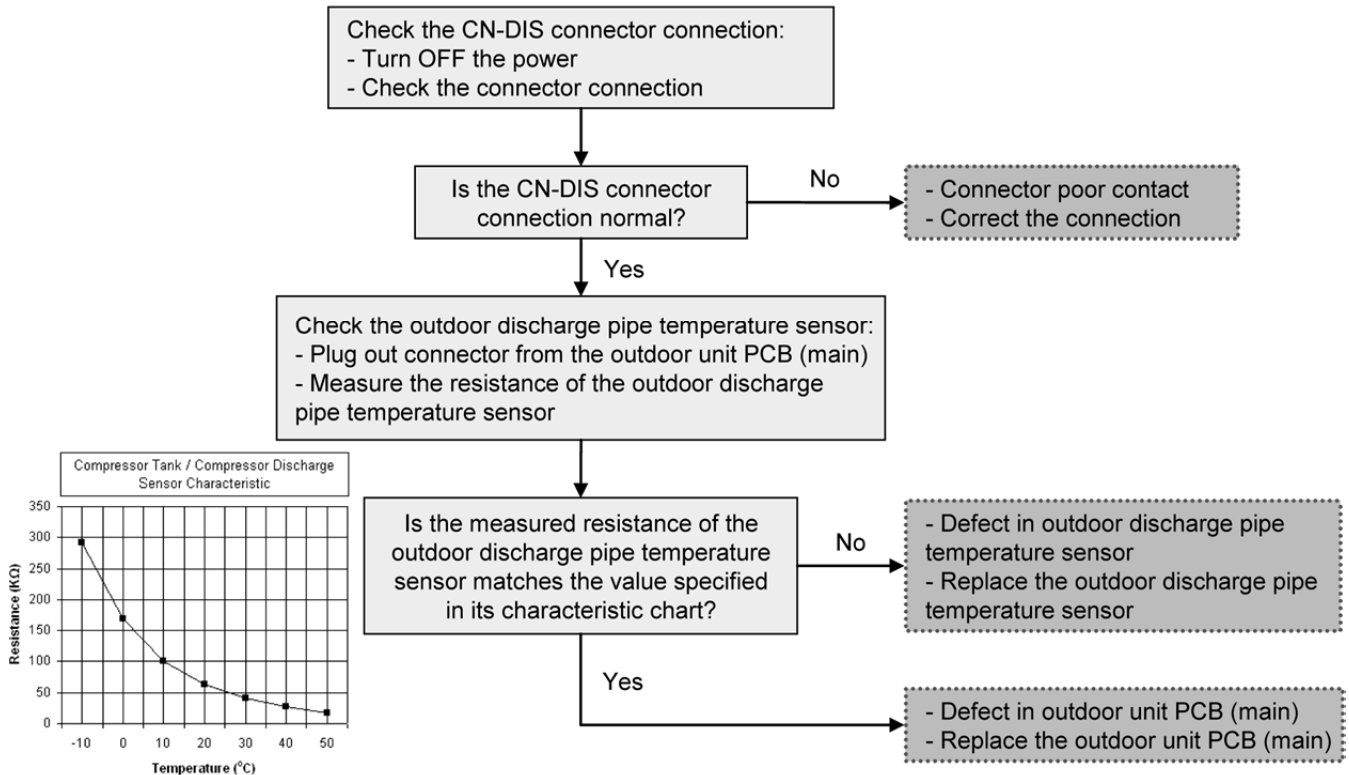 Check the CN-DIS connector connection:
- Turn OFF the power
- Check the connector connection
Is the CN-DIS connector
connection normal?
No
- Connector poor contact
- Correct the connection
Yes
Check the outdoor discharge pipe temperature sensor:
- Plug out connector from the outdoor unit PCB (main)
- Measure the resistance of the outdoor discharge
pipe temperature sensor
Compressor Tank / Compressor Discharge
Sensor Characteristic
350
300
250
200
150
100
50
0
Resistance (KΩ)
-10 0 10 20 30 40 50
Temperature (°C)
Is the measured resistance of the
outdoor discharge pipe temperature
sensor matches the value specified
in its characteristic chart?
No
- Defect in outdoor discharge pipe
temperature sensor
- Replace the outdoor discharge pipe
temperature sensor
Yes
- Defect in outdoor unit PCB (main)
- Replace the outdoor unit PCB (main)